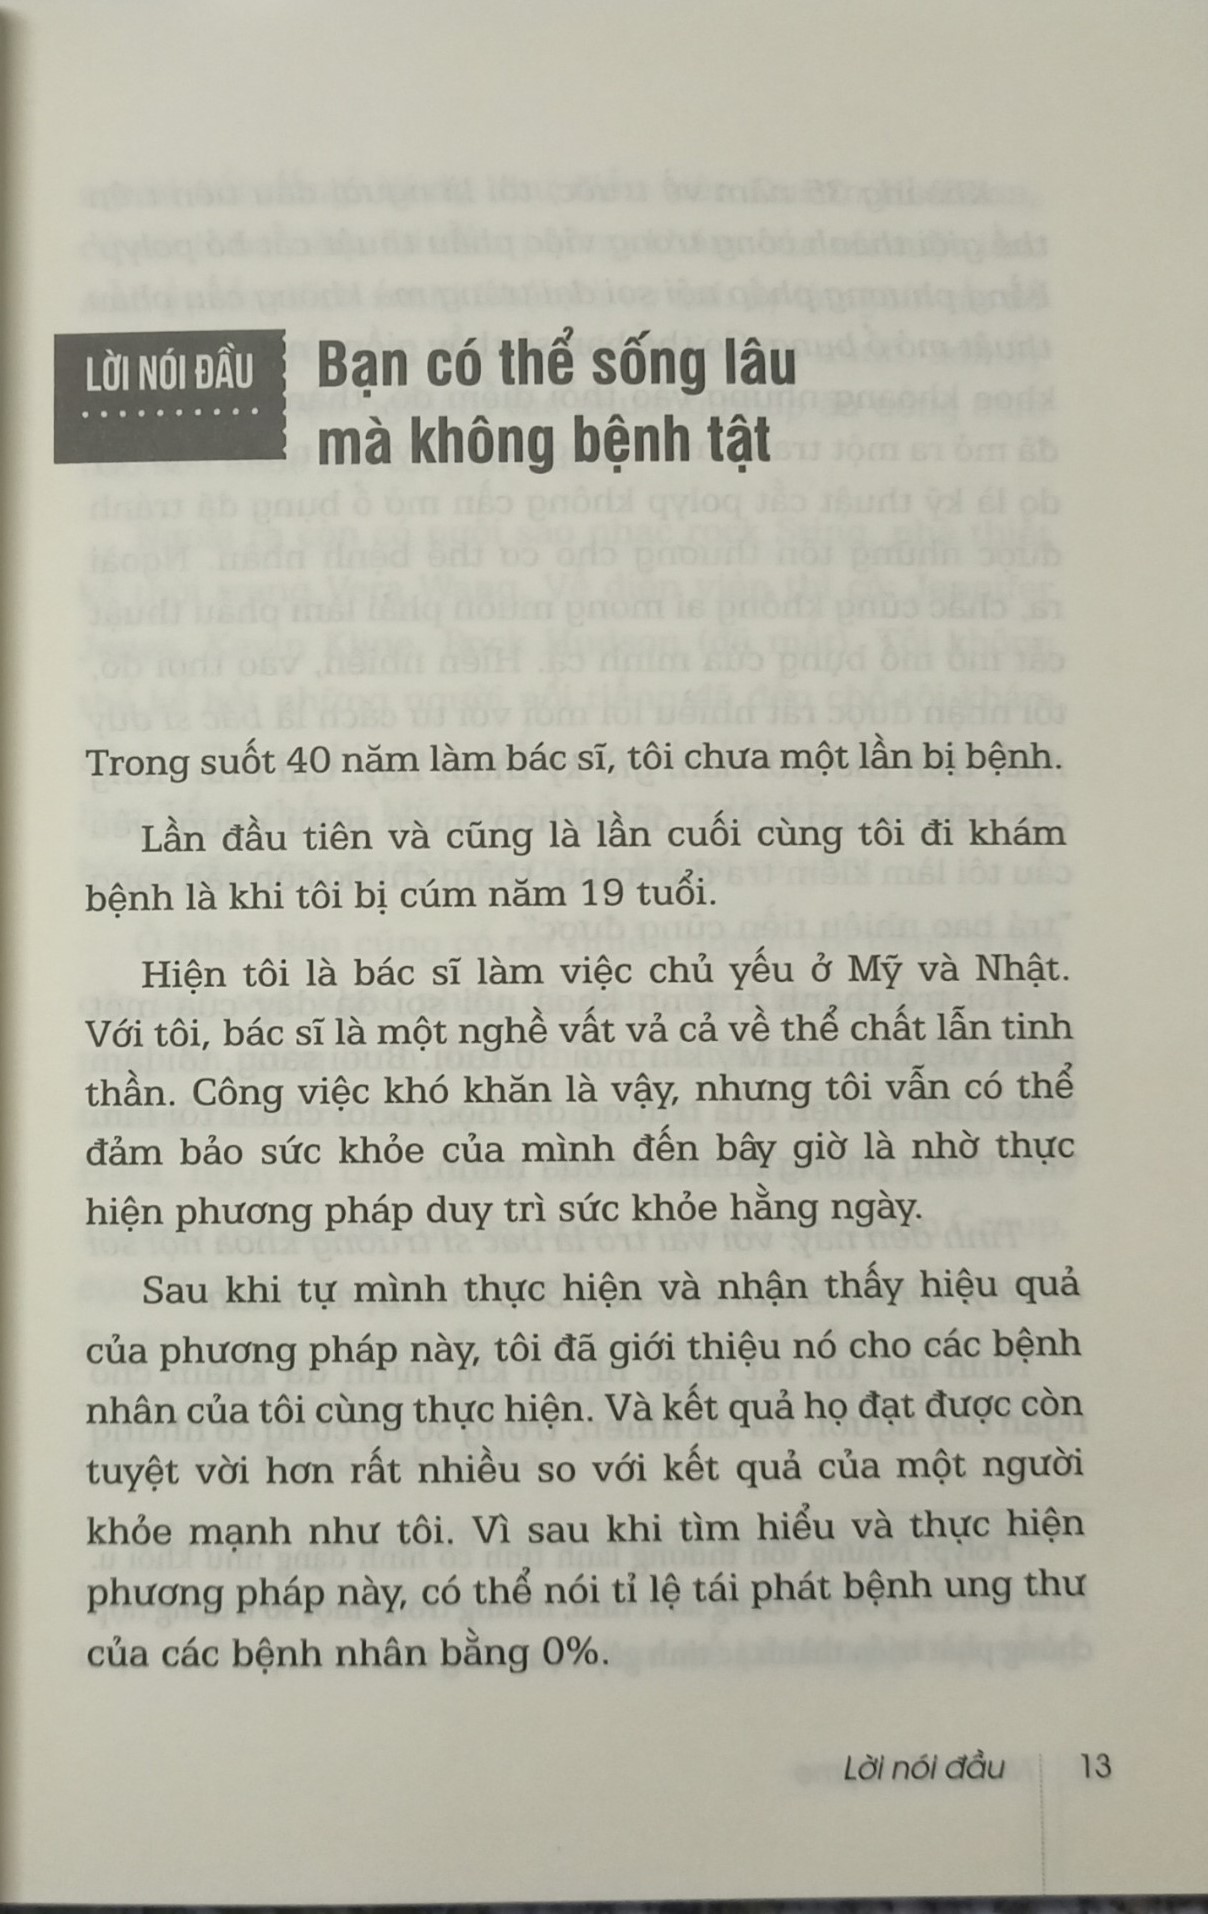 LỜI NÓI ĐẦU
Bạn có thể sống lâu
mà không bệnh tật
Trong suốt 40 năm làm bác sĩ, tôi chưa một lần bị bệnh.
Lần đầu tiên và cũng là lần cuối cùng tôi đi khám
bệnh là khi tôi bị cúm năm 19 tuổi.
Hiện tôi là bác sĩ làm việc chủ yếu ở Mỹ và Nhật.
Với tôi, bác sĩ là một nghề vất vả cả về thể chất lẫn tinh
thần. Công việc khó khăn là vậy, nhưng tôi vẫn có thể
đảm bảo sức khỏe của mình đến bây giờ là nhờ thực
hiện phương pháp duy trì sức khỏe hằng ngày.
Sau khi tự mình thực hiện và nhận thấy hiệu quả
của phương pháp này, tôi đã giới thiệu nó cho các bệnh
nhân của tôi cùng thực hiện. Và kết quả họ đạt được còn
tuyệt vời hơn rất nhiều so với kết quả của một người
khỏe mạnh như tôi. Vì sau khi tìm hiểu và thực hiện
phương pháp này, có thể nói tỉ lệ tái phát bệnh ung thư
của các bệnh nhân bằng 0%.
Lời nói đầu 13